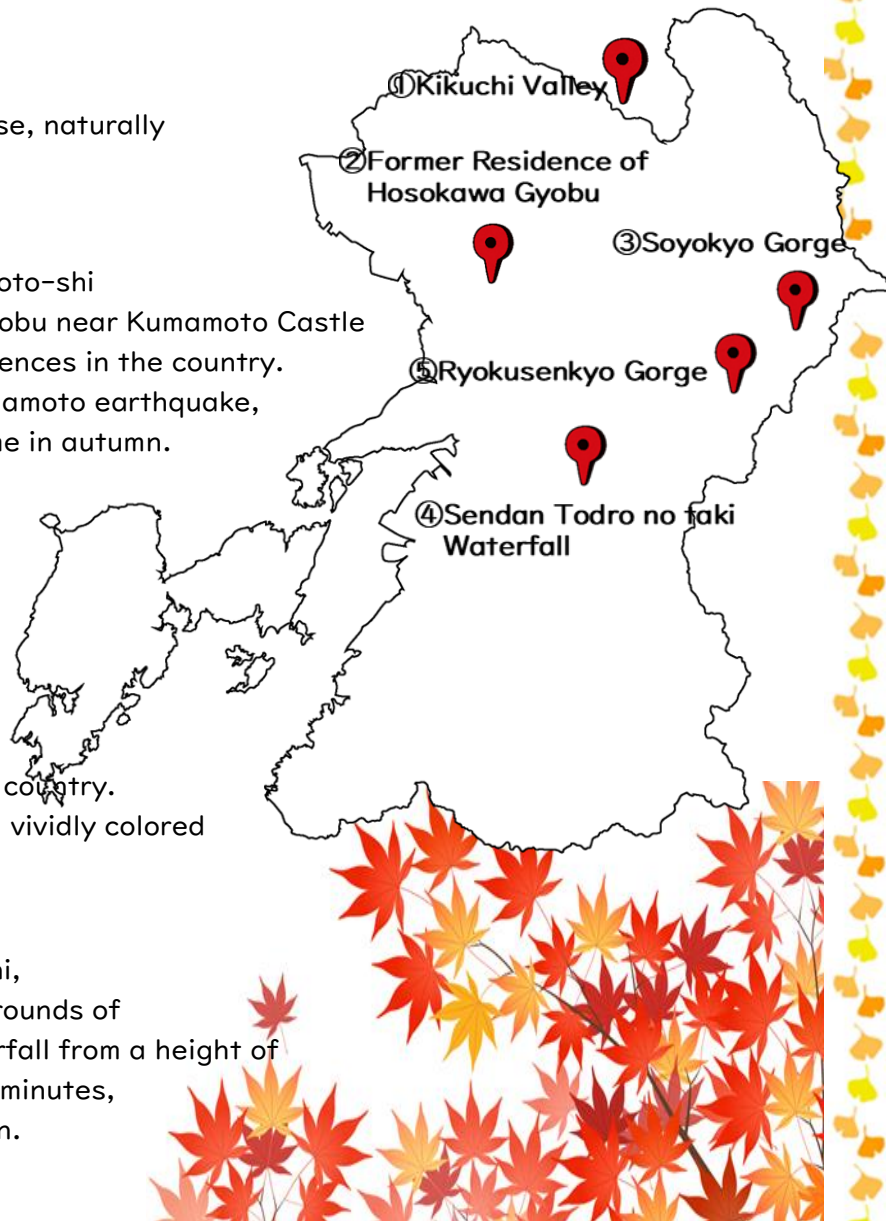 ①Kikuchi Valley
se, naturally
②Former Residence of
Hosokawa Gyobu
③Soyokyo Gorge
oto-shi
obu near Kumamoto Castle
ences in the country.
⑤Ryokusenkyo Gorge
amoto earthquake,
ne in autumn.
④Sendan Todro no taki
Waterfall
country.
vividly colored
ni,
rounds of
rfall from a height of
minutes,
n.